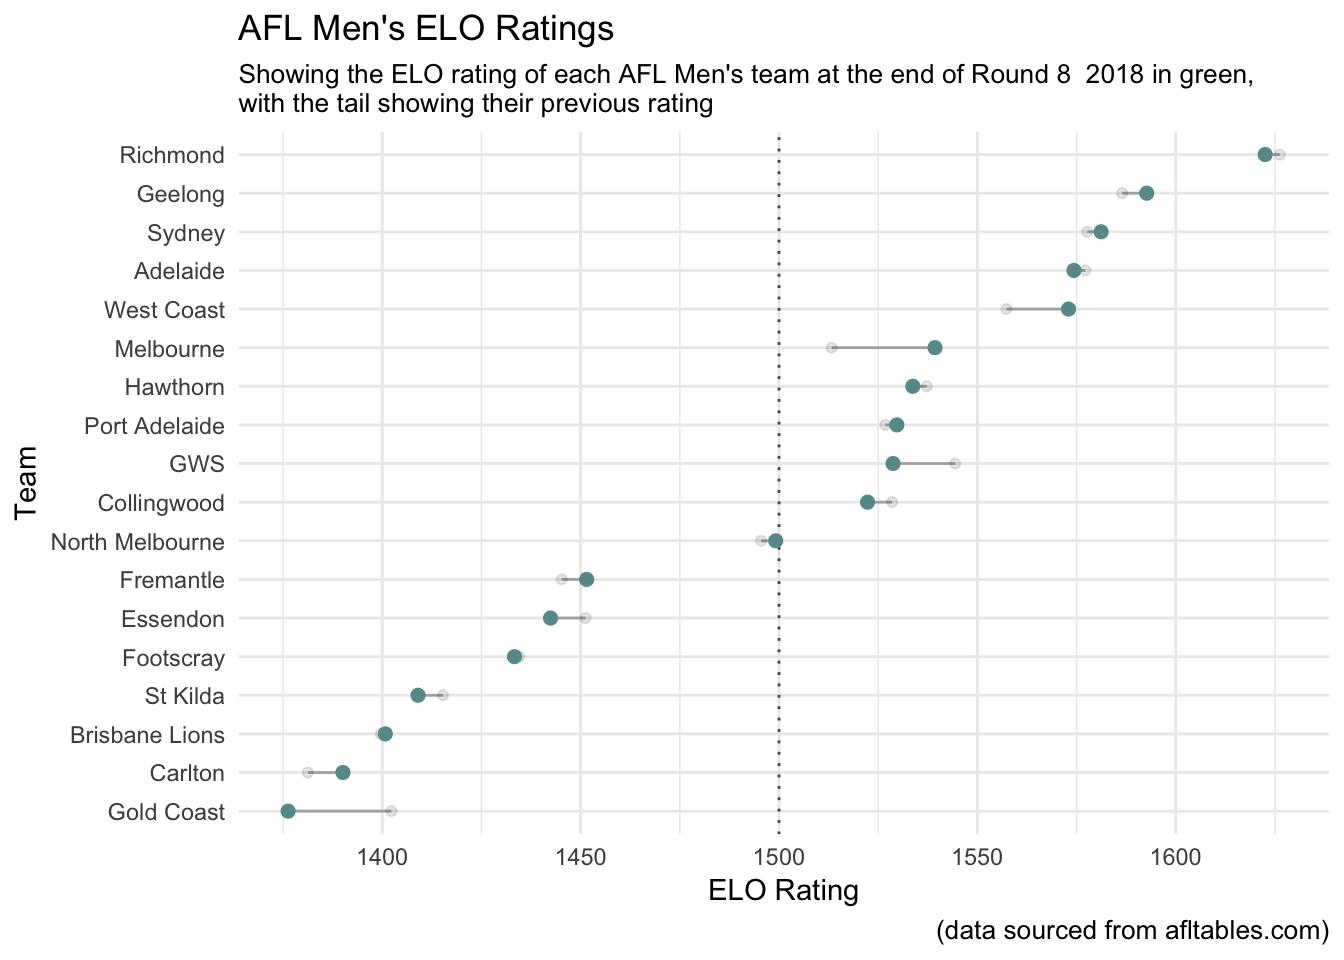 AFL Men's ELO Ratings
Showing the ELO rating of each AFL Men's team at the end of Round 8  2018 in green,
with the tail showing their previous rating
Team
Richmond
Geelong
Sydney
Adelaide
West Coast
Melbourne
Hawthorn
Port Adelaide
GWS
Collingwood
North Melbourne
Fremantle
Essendon
Footscray
St Kilda
Brisbane Lions
Carlton
Gold Coast
1400 1450 1500 1550 1600
ELO Rating
(data sourced from afltables.com)